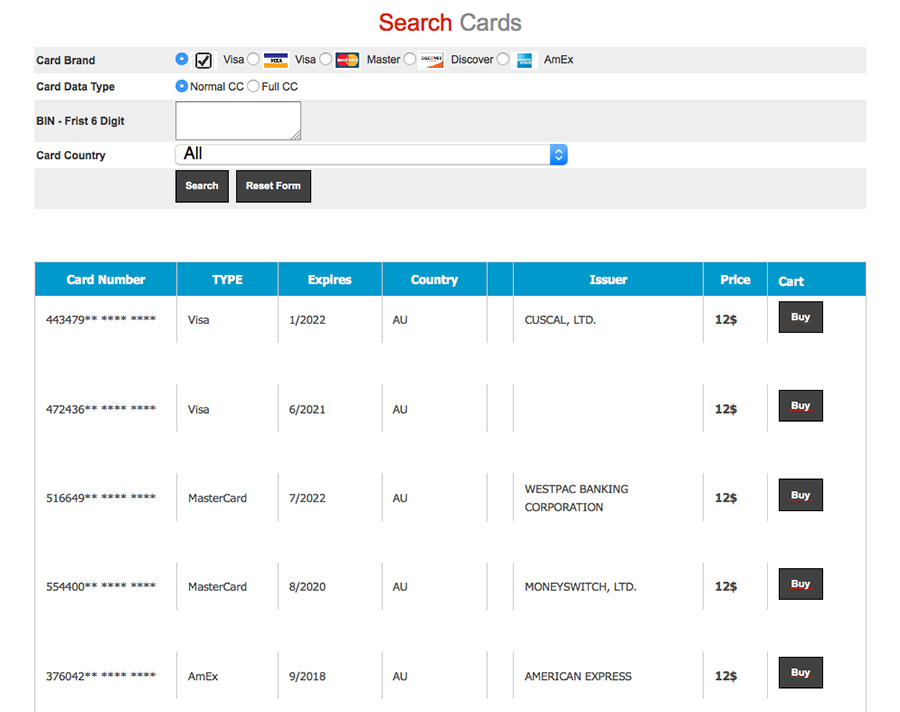 Search Cards
Card Brand Visa VISA Visa Master DISCOVER Discover AmEx
Card Data Type Normal CC Full CC
BIN - Frist 6 Digit
Card Country All
Search Reset Form
Card Number TYPE Expires Country Issuer Price Cart
443479** **** **** Visa 1/2022 AU CUSCAL, LTD. 12$ Buy
472436** **** **** Visa 6/2021 AU 12$ Buy
516649** **** **** MasterCard 7/2022 AU WESTPAC BANKING 12$ Buy
CORPORATION
554400** **** **** MasterCard 8/2020 AU MONEYSWITCH, LTD. 12$ Buy
376042** **** **** AmEx 9/2018 AU AMERICAN EXPRESS 12$ Buy